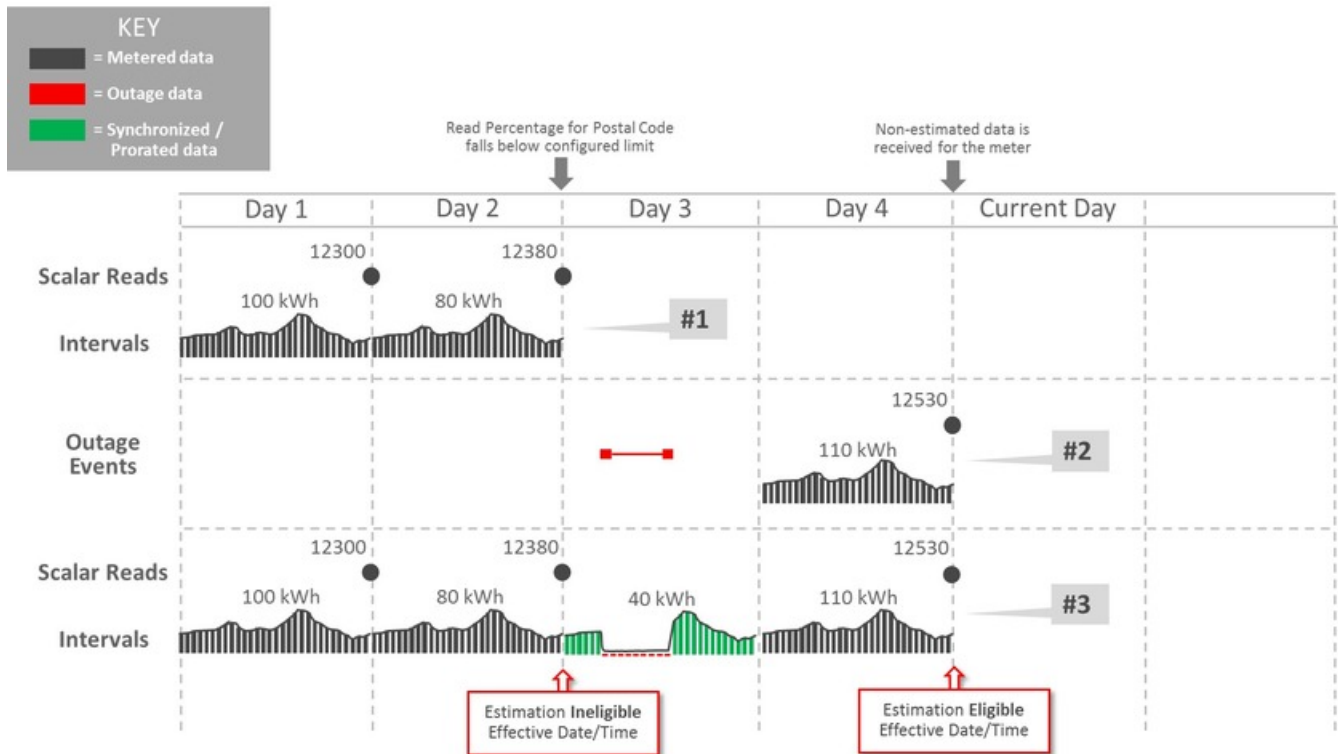 KEY
= Metered data
= Outage data
= Synchronized /
Prorated data
Read Percentage for Postal Code
falls below configured limit
Non-estimated data is
received for the meter
Day 1
Day 2
Day 3
Day 4
Current Day
Scalar Reads
12300
12380
Intervals
100 kWh
80 kWh
#1
Outage
Events
12530
110 kWh
#2
Scalar Reads
12300
12380
12530
Intervals
100 kWh
80 kWh
40 kWh
110 kWh
#3
Estimation Ineligible
Effective Date/Time
Estimation Eligible
Effective Date/Time